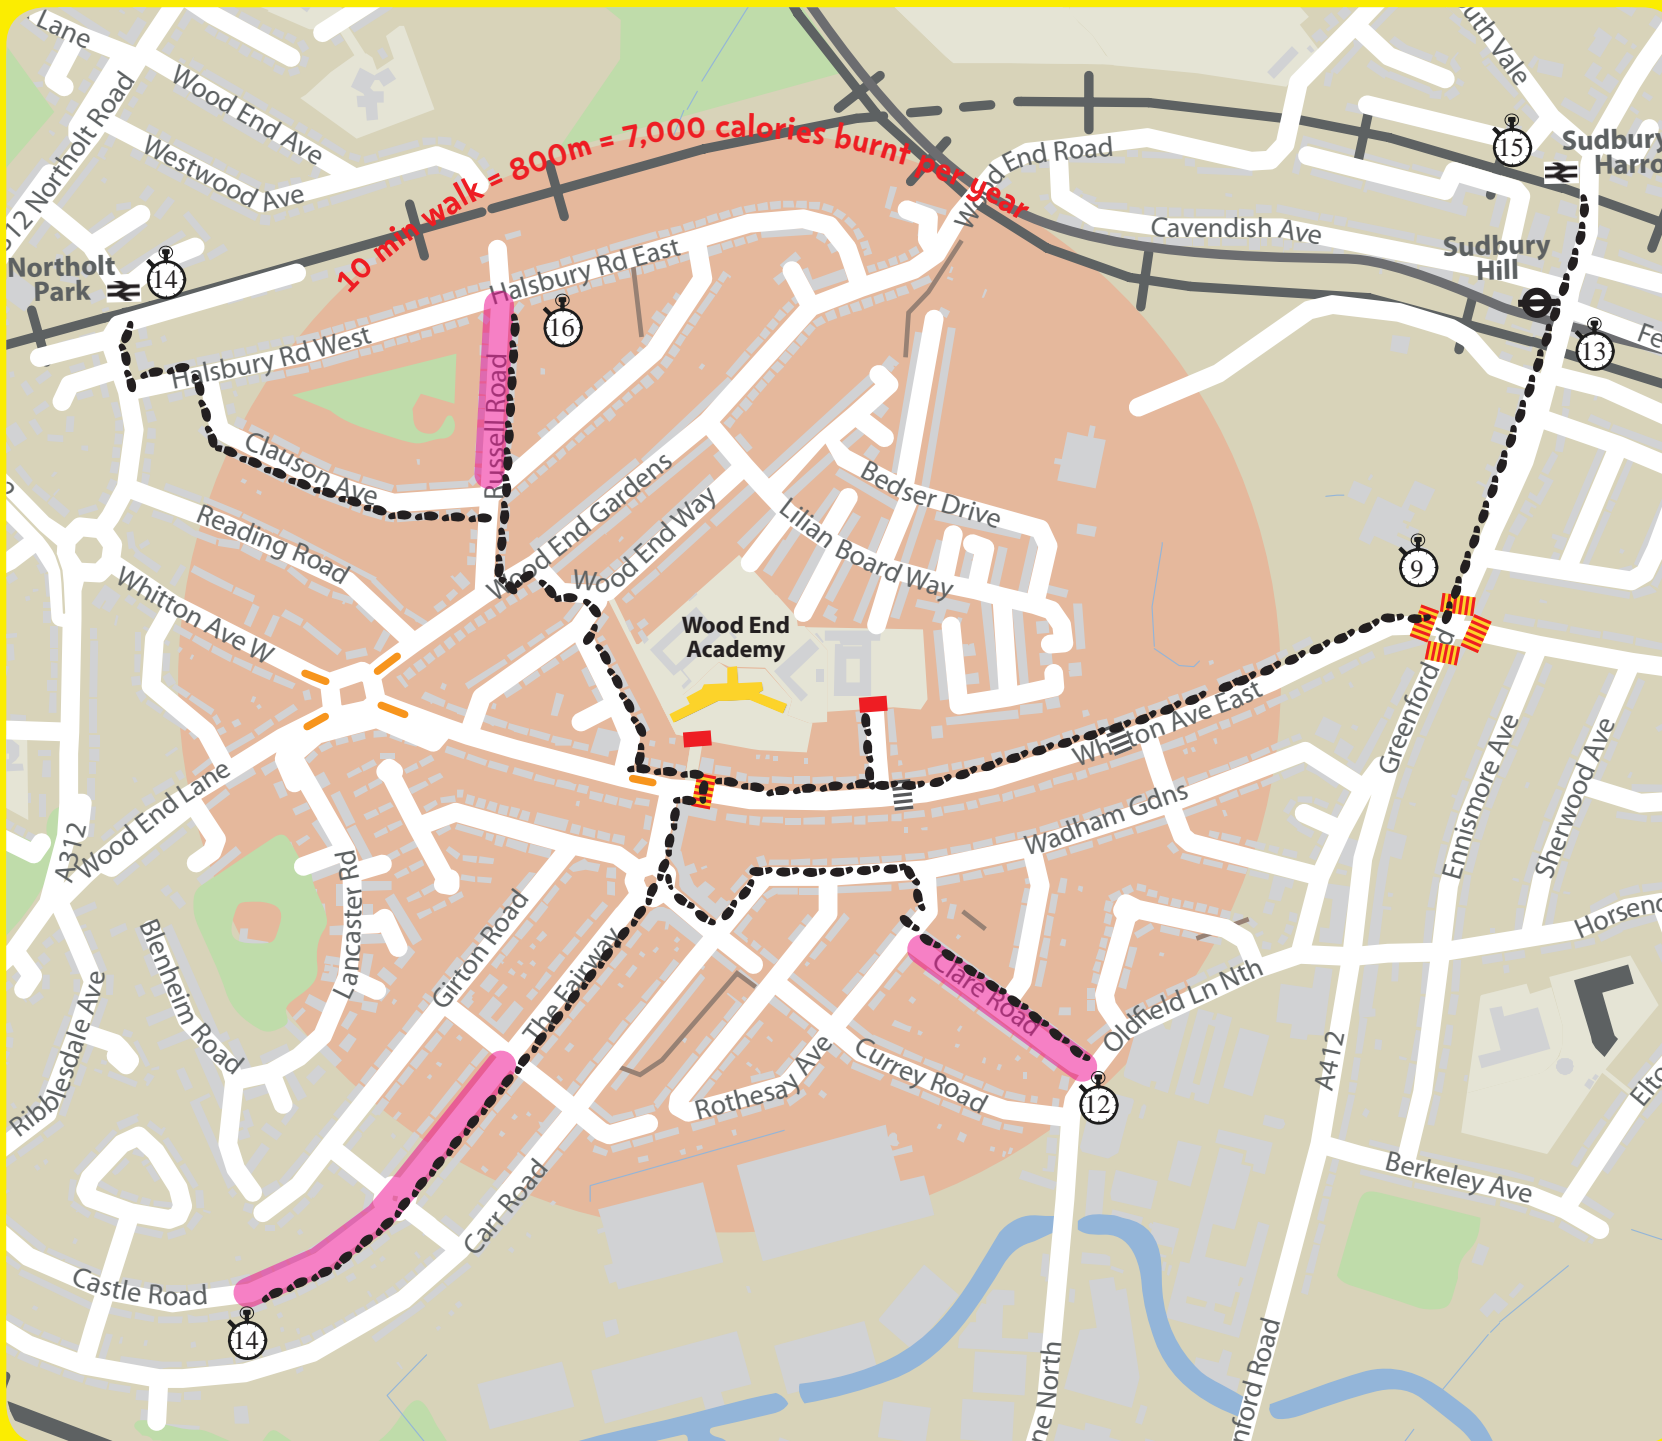 Lane
Wood End Ave
Westwood Ave
Northolt Road
10 min walk = 800m = 7,000 calories burnt per year
Wood End Road
Cavendish Ave
15
Sudbury
Harro
Sudbury
Hill
13
Northolt
Park
14
Halsbury Rd East
16
Halsbury Rd West
Russell Road
Clauson Ave
Reading Road
Whitton Ave W
Wood End Gardens
Wood End Way
Bedser Drive
Lilian Board Way
9
Wood End
Academy
Whitton Ave East
Greenford
Ennismore Ave
Sherwood Ave
Wadham Gdns
A312
Wood End Lane
Lancaster Rd
Blenheim Road
Girton Road
The Fairway
Clare Road
Oldfield Ln Nth
Horsend
Ribblesdale Ave
Rothesay Ave
Currey Road
12
A412
Berkeley Ave
Carr Road
Castle Road
14
ne North
nford Road